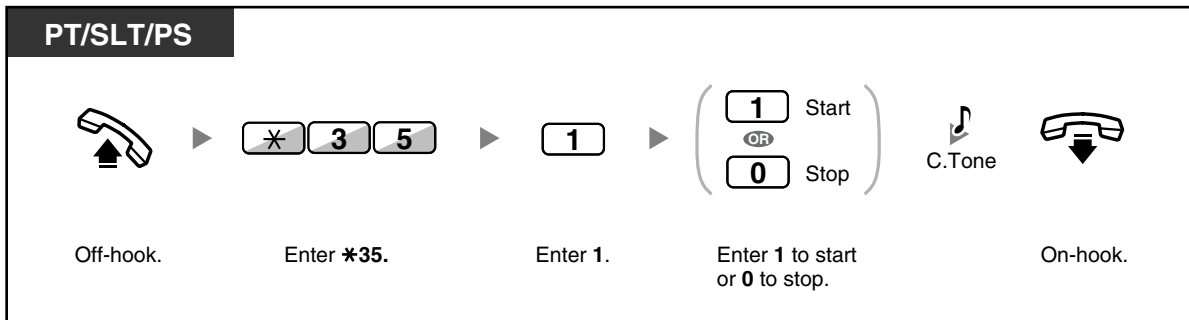 PT/SLT/PS
✳ 3 5
1
1 Start
OR
0 Stop
C.Tone
Off-hook.
Enter ✳35.
Enter 1.
Enter 1 to start
or 0 to stop.
On-hook.